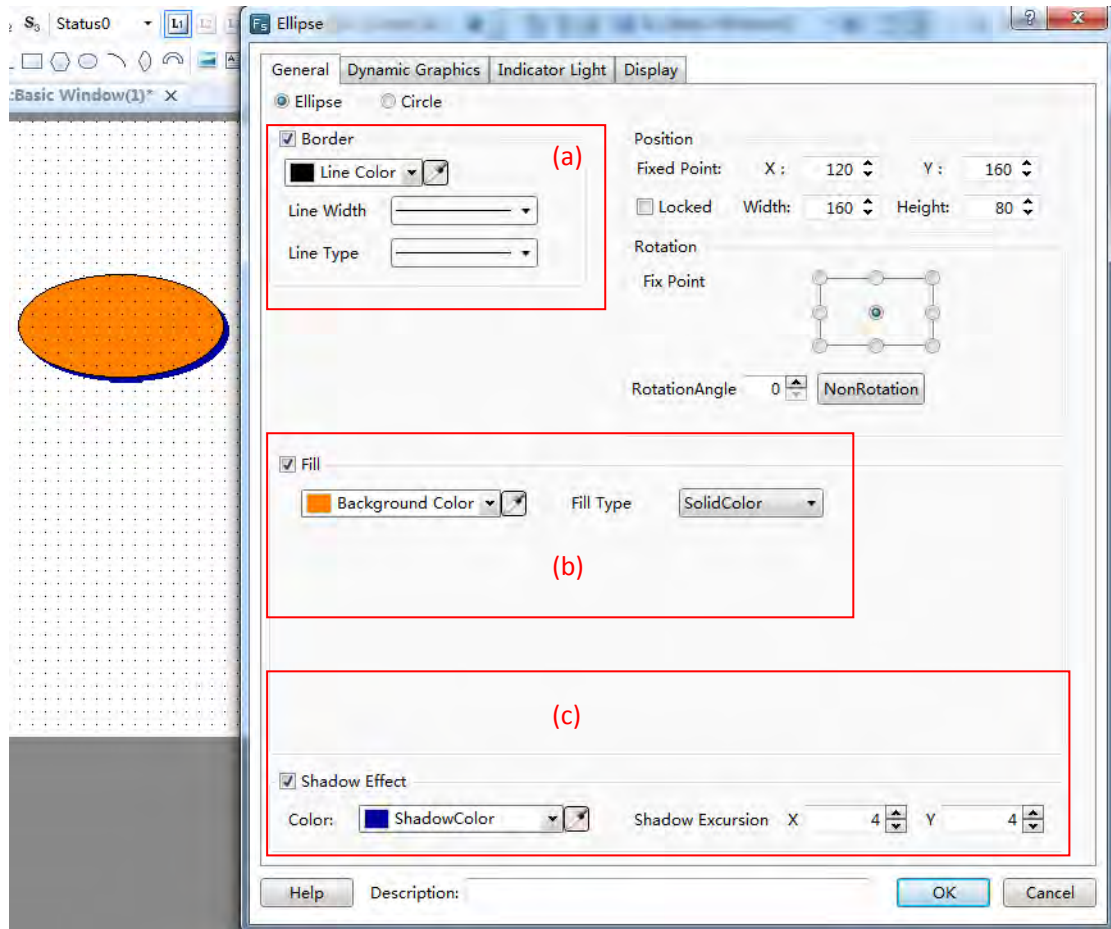 S₃ Status0 L1 L2
Ellipse
:Basic Window(1)* X
General Dynamic Graphics Indicator Light Display
Ellipse Circle
Border
(a)
Line Color
Line Width
Line Type
Position
Fixed Point: X : 120 Y : 160
Locked Width: 160 Height: 80
Rotation
Fix Point
RotationAngle 0 NonRotation
Fill
Background Color Fill Type SolidColor
(b)
(c)
Shadow Effect
Color: ShadowColor Shadow Excursion X 4 Y 4
Help Description: OK Cancel